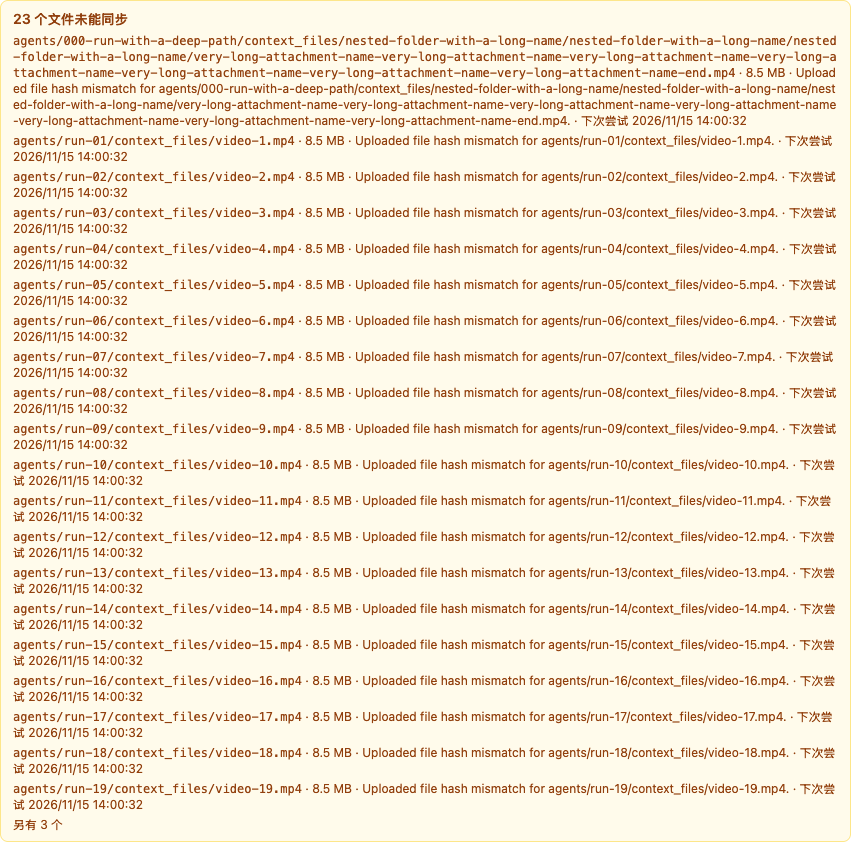 23 个文件未能同步
agents/000-run-with-a-deep-path/context_files/nested-folder-with-a-long-name/nested-folder-with-a-long-name/nested
-folder-with-a-long-name/very-long-attachment-name-very-long-attachment-name-very-long-attachment-name-very-long-a
ttachment-name-very-long-attachment-name-very-long-attachment-name-very-long-attachment-name-end.mp4 · 8.5 MB · Upload
ed file hash mismatch for agents/000-run-with-a-deep-path/context_files/nested-folder-with-a-long-name/nested-folder-with-a-long-name/nest
ed-folder-with-a-long-name/very-long-attachment-name-very-long-attachment-name-very-long-attachment-name-very-long-attachment-name
-very-long-attachment-name-very-long-attachment-name-very-long-attachment-name-end.mp4. · 下次尝试 2026/11/15 14:00:32
agents/run-01/context_files/video-1.mp4 · 8.5 MB · Uploaded file hash mismatch for agents/run-01/context_files/video-1.mp4. · 下次尝试
2026/11/15 14:00:32
agents/run-02/context_files/video-2.mp4 · 8.5 MB · Uploaded file hash mismatch for agents/run-02/context_files/video-2.mp4. · 下次尝试
2026/11/15 14:00:32
agents/run-03/context_files/video-3.mp4 · 8.5 MB · Uploaded file hash mismatch for agents/run-03/context_files/video-3.mp4. · 下次尝试
2026/11/15 14:00:32
agents/run-04/context_files/video-4.mp4 · 8.5 MB · Uploaded file hash mismatch for agents/run-04/context_files/video-4.mp4. · 下次尝试
2026/11/15 14:00:32
agents/run-05/context_files/video-5.mp4 · 8.5 MB · Uploaded file hash mismatch for agents/run-05/context_files/video-5.mp4. · 下次尝试
2026/11/15 14:00:32
agents/run-06/context_files/video-6.mp4 · 8.5 MB · Uploaded file hash mismatch for agents/run-06/context_files/video-6.mp4. · 下次尝试
2026/11/15 14:00:32
agents/run-07/context_files/video-7.mp4 · 8.5 MB · Uploaded file hash mismatch for agents/run-07/context_files/video-7.mp4. · 下次尝试
2026/11/15 14:00:32
agents/run-08/context_files/video-8.mp4 · 8.5 MB · Uploaded file hash mismatch for agents/run-08/context_files/video-8.mp4. · 下次尝试
2026/11/15 14:00:32
agents/run-09/context_files/video-9.mp4 · 8.5 MB · Uploaded file hash mismatch for agents/run-09/context_files/video-9.mp4. · 下次尝试
2026/11/15 14:00:32
agents/run-10/context_files/video-10.mp4 · 8.5 MB · Uploaded file hash mismatch for agents/run-10/context_files/video-10.mp4. · 下次尝
试 2026/11/15 14:00:32
agents/run-11/context_files/video-11.mp4 · 8.5 MB · Uploaded file hash mismatch for agents/run-11/context_files/video-11.mp4. · 下次尝
试 2026/11/15 14:00:32
agents/run-12/context_files/video-12.mp4 · 8.5 MB · Uploaded file hash mismatch for agents/run-12/context_files/video-12.mp4. · 下次尝
试 2026/11/15 14:00:32
agents/run-13/context_files/video-13.mp4 · 8.5 MB · Uploaded file hash mismatch for agents/run-13/context_files/video-13.mp4. · 下次尝
试 2026/11/15 14:00:32
agents/run-14/context_files/video-14.mp4 · 8.5 MB · Uploaded file hash mismatch for agents/run-14/context_files/video-14.mp4. · 下次尝
试 2026/11/15 14:00:32
agents/run-15/context_files/video-15.mp4 · 8.5 MB · Uploaded file hash mismatch for agents/run-15/context_files/video-15.mp4. · 下次尝
试 2026/11/15 14:00:32
agents/run-16/context_files/video-16.mp4 · 8.5 MB · Uploaded file hash mismatch for agents/run-16/context_files/video-16.mp4. · 下次尝
试 2026/11/15 14:00:32
agents/run-17/context_files/video-17.mp4 · 8.5 MB · Uploaded file hash mismatch for agents/run-17/context_files/video-17.mp4. · 下次尝
试 2026/11/15 14:00:32
agents/run-18/context_files/video-18.mp4 · 8.5 MB · Uploaded file hash mismatch for agents/run-18/context_files/video-18.mp4. · 下次尝
试 2026/11/15 14:00:32
agents/run-19/context_files/video-19.mp4 · 8.5 MB · Uploaded file hash mismatch for agents/run-19/context_files/video-19.mp4. · 下次尝
试 2026/11/15 14:00:32
另有 3 个